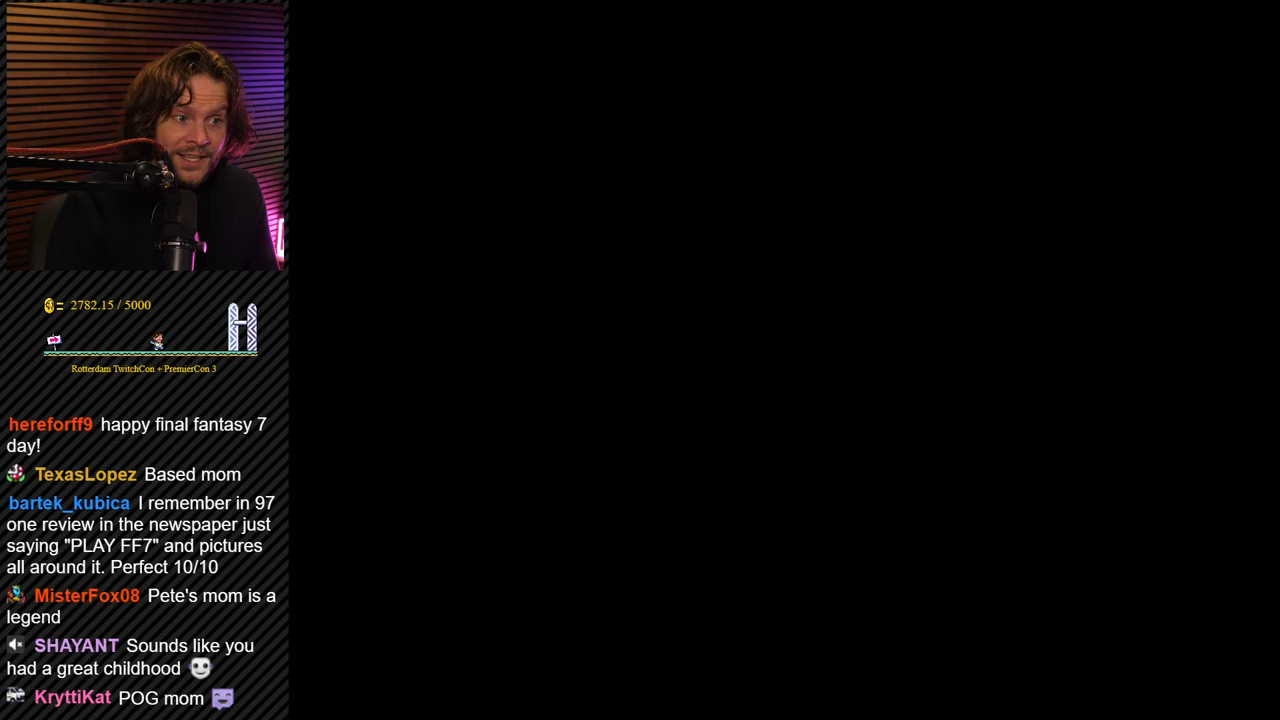 2782.15 / 5000
Rotterdam TwitchCon + PremierCon 3
hereforff9 happy final fantasy 7
day!
TexasLopez Based mom
bartek_kubica I remember in 97
one review in the newspaper just
saying "PLAY FF7" and pictures
all around it. Perfect 10/10
MisterFox08 Pete's mom is a
legend
SHAYANT Sounds like you
had a great childhood
KryttiKat POG mom